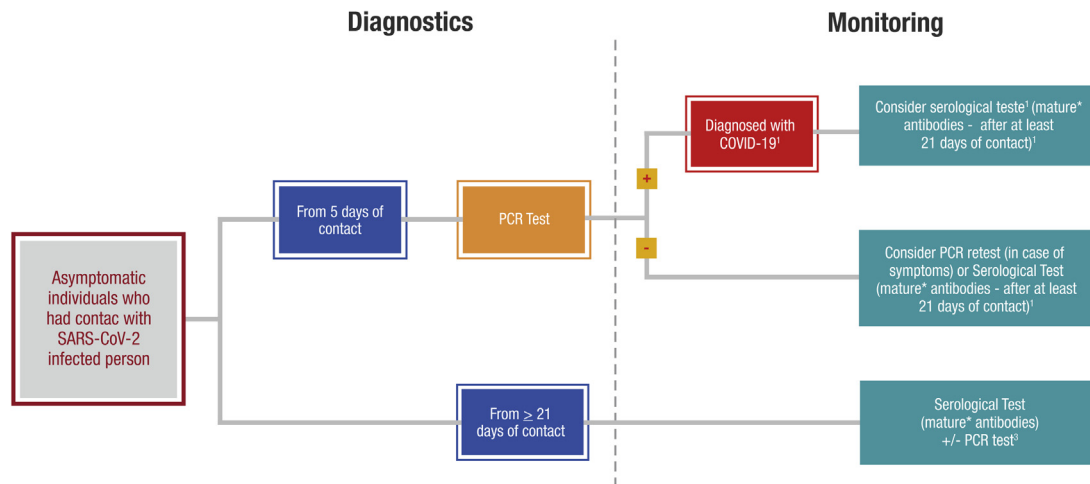 Diagnostics
Monitoring
Asymptomatic
individuals who
had contac with
SARS-CoV-2
infected person
From 5 days of
contact
PCR Test
+
-
Diagnosed with
COVID-19¹
Consider serological teste¹ (mature*
antibodies - after at least
21 days of contact)¹
Consider PCR retest (in case of
symptoms) or Serological Test
(mature* antibodies - after at least
21 days of contact)¹
From ≥ 21
days of contact
Serological Test
(mature* antibodies)
+/- PCR test³